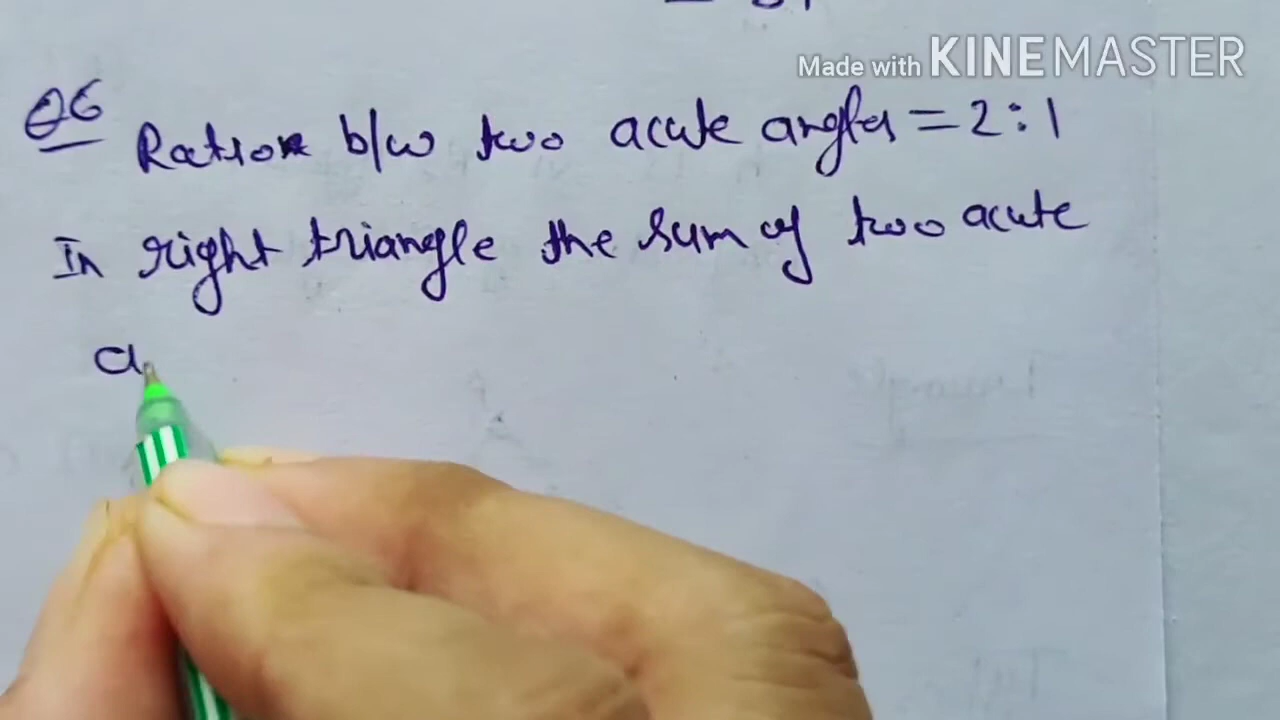 Made with KINEMASTER
Q6 Ratio b/w two acute angles = 2:1
In right triangle the sum of two acute
a